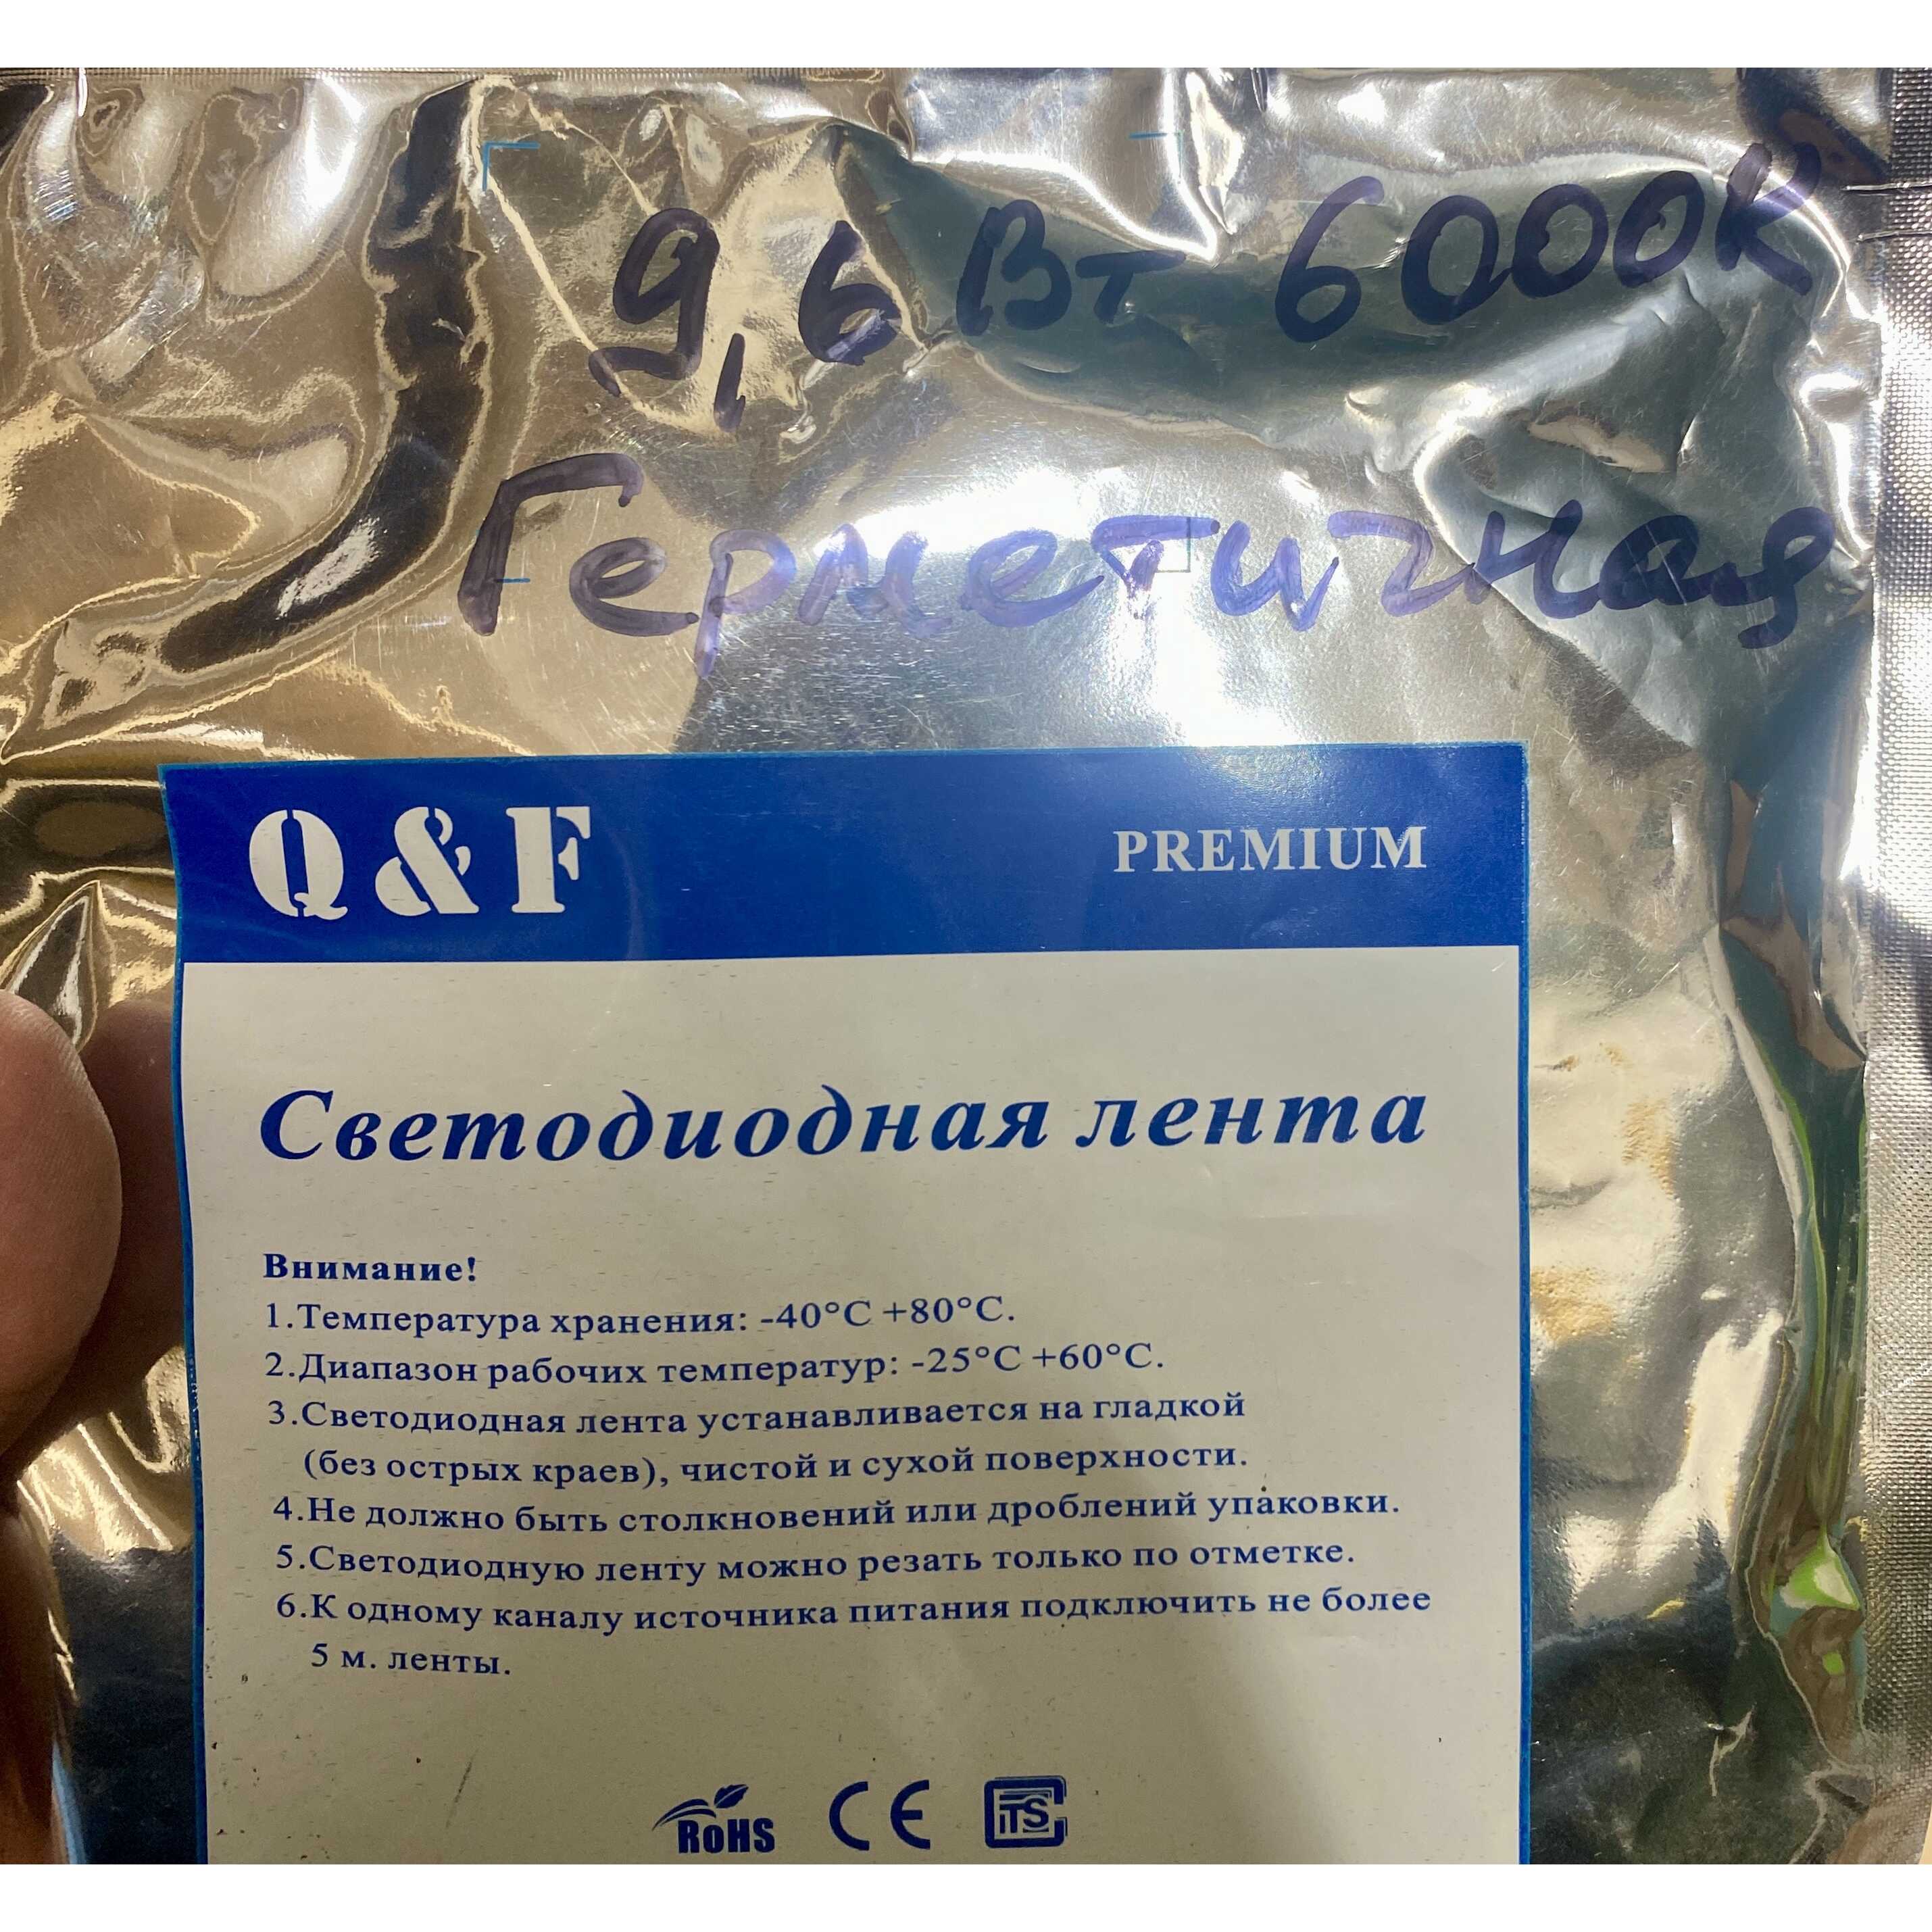 9,6 Вт 6000К
Герметичная
Q&F PREMIUM
Светодиодная лента
Внимание!
1.Температура хранения: -40°C +80°C.
2.Диапазон рабочих температур: -25°C +60°C.
3.Светодиодная лента устанавливается на гладкой
(без острых краев), чистой и сухой поверхности.
4.Не должно быть столкновений или дроблений упаковки.
5.Светодиодную ленту можно резать только по отметке.
6.К одному каналу источника питания подключить не более
5 м. ленты.
RoHS CE iTS